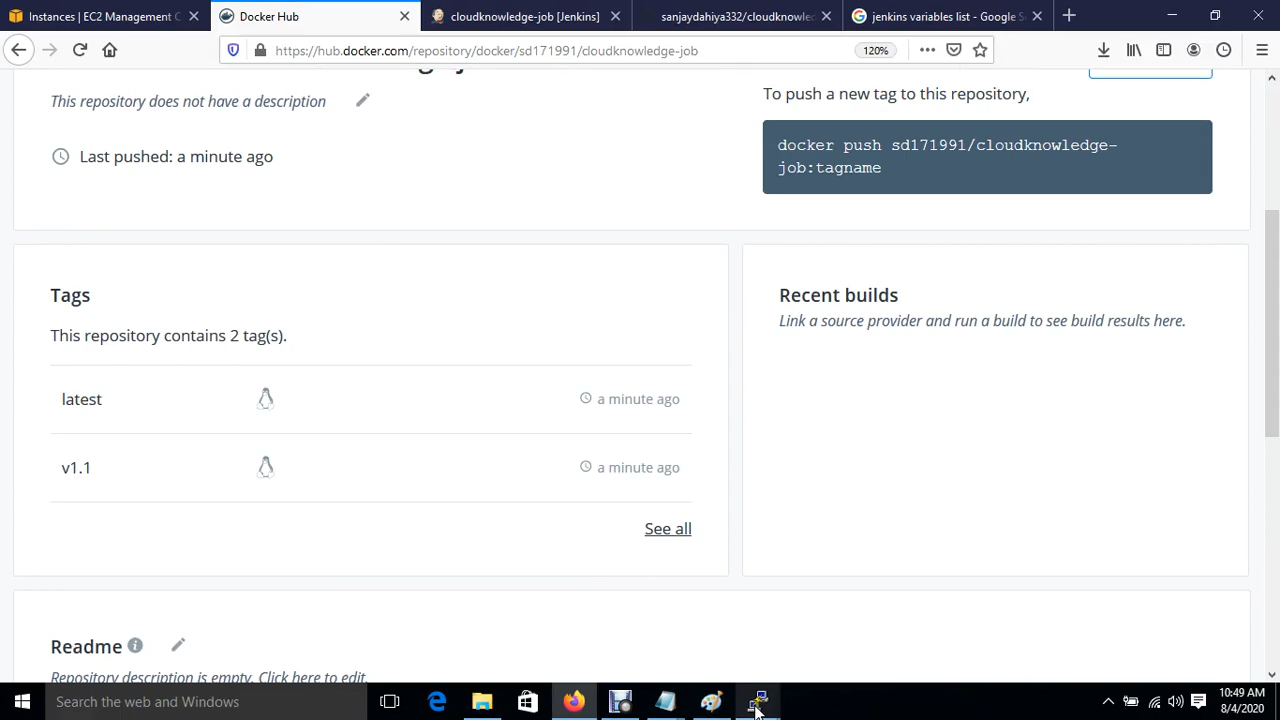 Instances | EC2 Management C
Docker Hub
cloudknowledge-job [Jenkins]
sanjaydahiya332/cloudknowled
jenkins variables list - Google S
https://hub.docker.com/repository/docker/sd171991/cloudknowledge-job
120%
This repository does not have a description
To push a new tag to this repository,
Last pushed: a minute ago
docker push sd171991/cloudknowledge-
job:tagname
Tags
Recent builds
This repository contains 2 tag(s).
Link a source provider and run a build to see build results here.
latest
a minute ago
v1.1
a minute ago
See all
Readme
Repository description is empty. Click here to edit.
Search the web and Windows
10:49 AM
8/4/2020